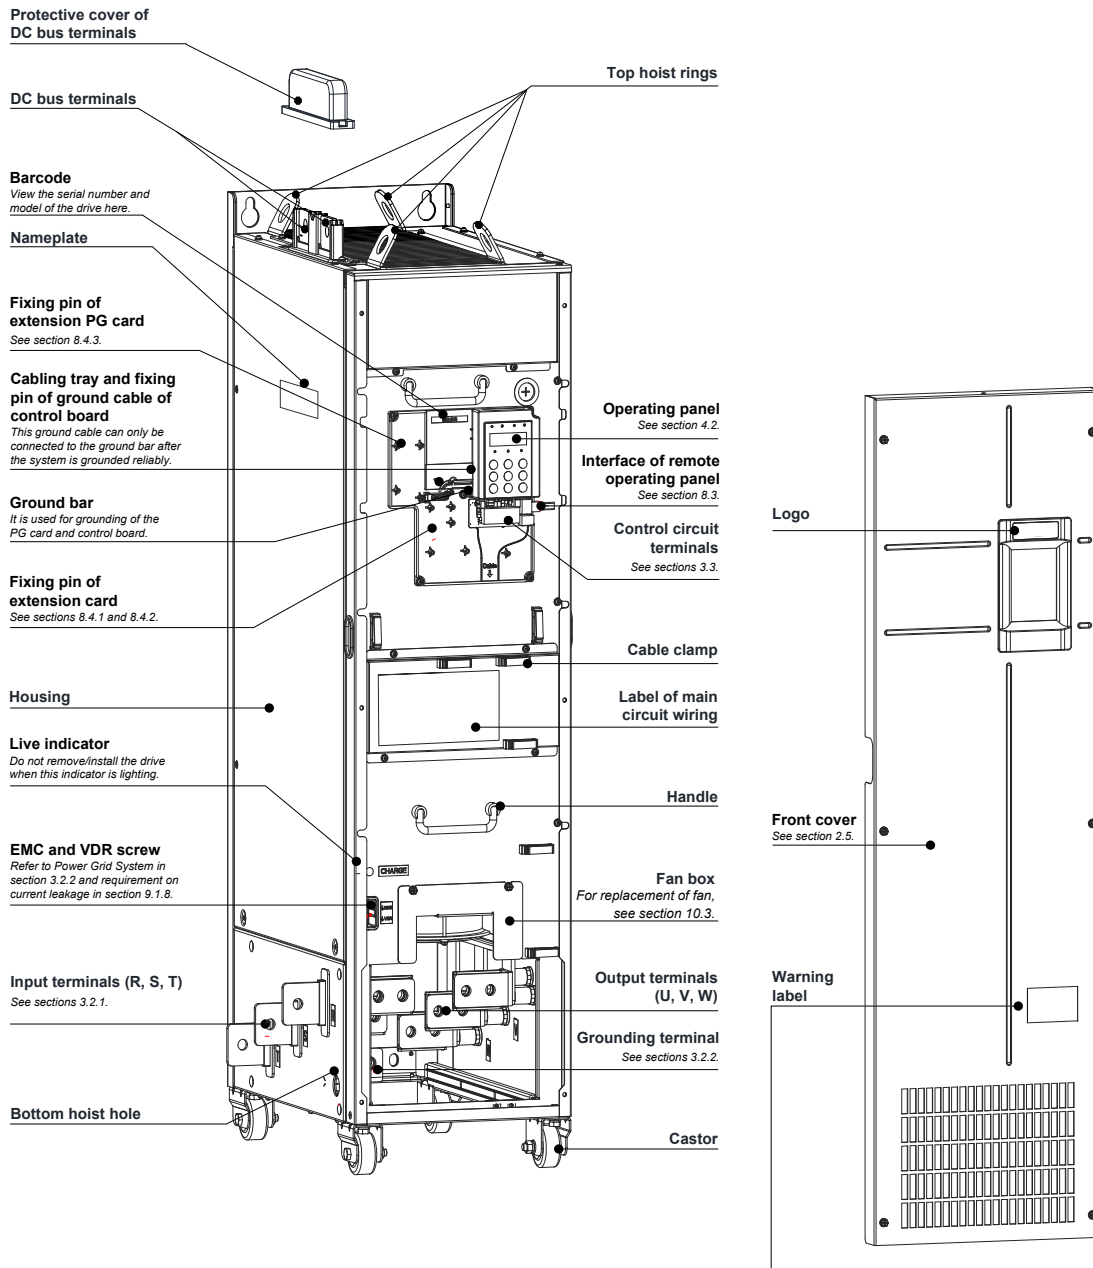 Protective cover of
DC bus terminals
DC bus terminals
Barcode
View the serial number and
model of the drive here.
Nameplate
Fixing pin of
extension PG card
See section 8.4.3.
Cabling tray and fixing
pin of ground cable of
control board
This ground cable can only be
connected to the ground bar after
the system is grounded reliably.
Ground bar
It is used for grounding of the
PG card and control board.
Fixing pin of
extension card
See sections 8.4.1 and 8.4.2.
Housing
Live indicator
Do not remove/install the drive
when this indicator is lighting.
EMC and VDR screw
Refer to Power Grid System in
section 3.2.2 and requirement on
current leakage in section 9.1.8.
Input terminals (R, S, T)
See sections 3.2.1.
Bottom hoist hole
Top hoist rings
Cable
CHARGE
Operating panel
See section 4.2.
Interface of remote
operating panel
See section 8.3.
Control circuit
terminals
See sections 3.3.
Cable clamp
Label of main
circuit wiring
Handle
Fan box
For replacement of fan,
see section 10.3.
Output terminals
(U, V, W)
Grounding terminal
See sections 3.2.2.
Castor
Logo
Front cover
See section 2.5.
Warning
label